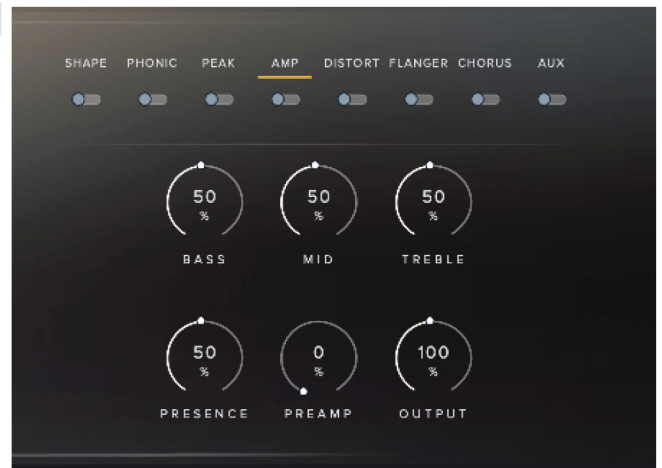 SHAPE PHONIC PEAK AMP DISTORT FLANGER CHORUS AUX
50 50 50
% % %
BASS MID TREBLE
50 0 100
% % %
PRESENCE PREAMP OUTPUT